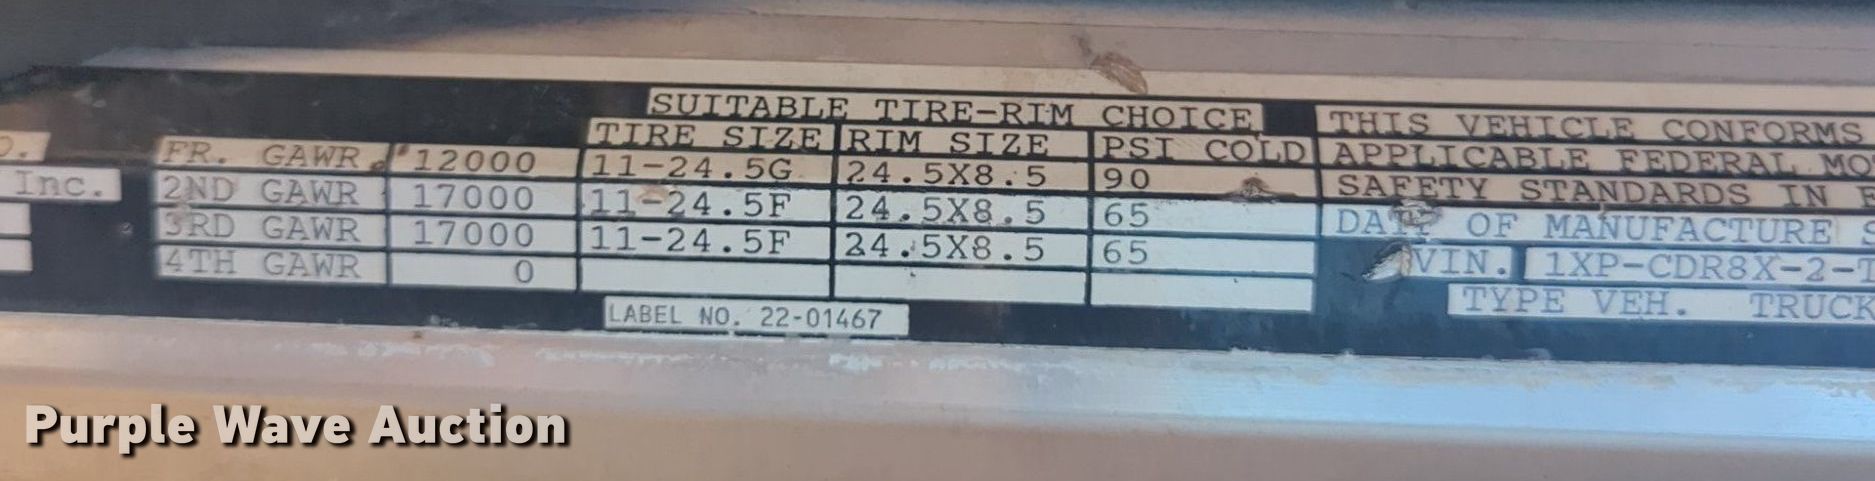 SUITABLE TIRE-RIM CHOICE
TIRE SIZE RIM SIZE PSI COLD
FR. GAWR 12000 11-24.5G 24.5X8.5 90
2ND GAWR 17000 11-24.5F 24.5X8.5 65
3RD GAWR 17000 11-24.5F 24.5X8.5 65
4TH GAWR 0
LABEL NO. 22-01467
Inc.
THIS VEHICLE CONFORMS
APPLICABLE FEDERAL MO
SAFETY STANDARDS IN
DATE OF MANUFACTURE
VIN. 1XP-CDR8X-2-
TYPE VEH. TRUCK
Purple Wave Auction